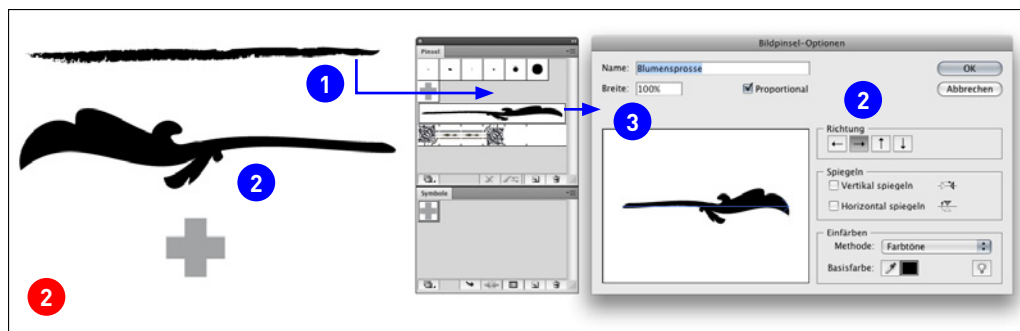 1
2
2
Pinsel
Symbole
Bildpinsel-Optionen
Name: Blumensprosse
OK
Breite: 100%
Proportional
Abbrechen
2
3
Richtung
Spiegeln
Vertikal spiegeln
Horizontal spiegeln
Einfärben
Methode: Farbtöne
Basisfarbe: